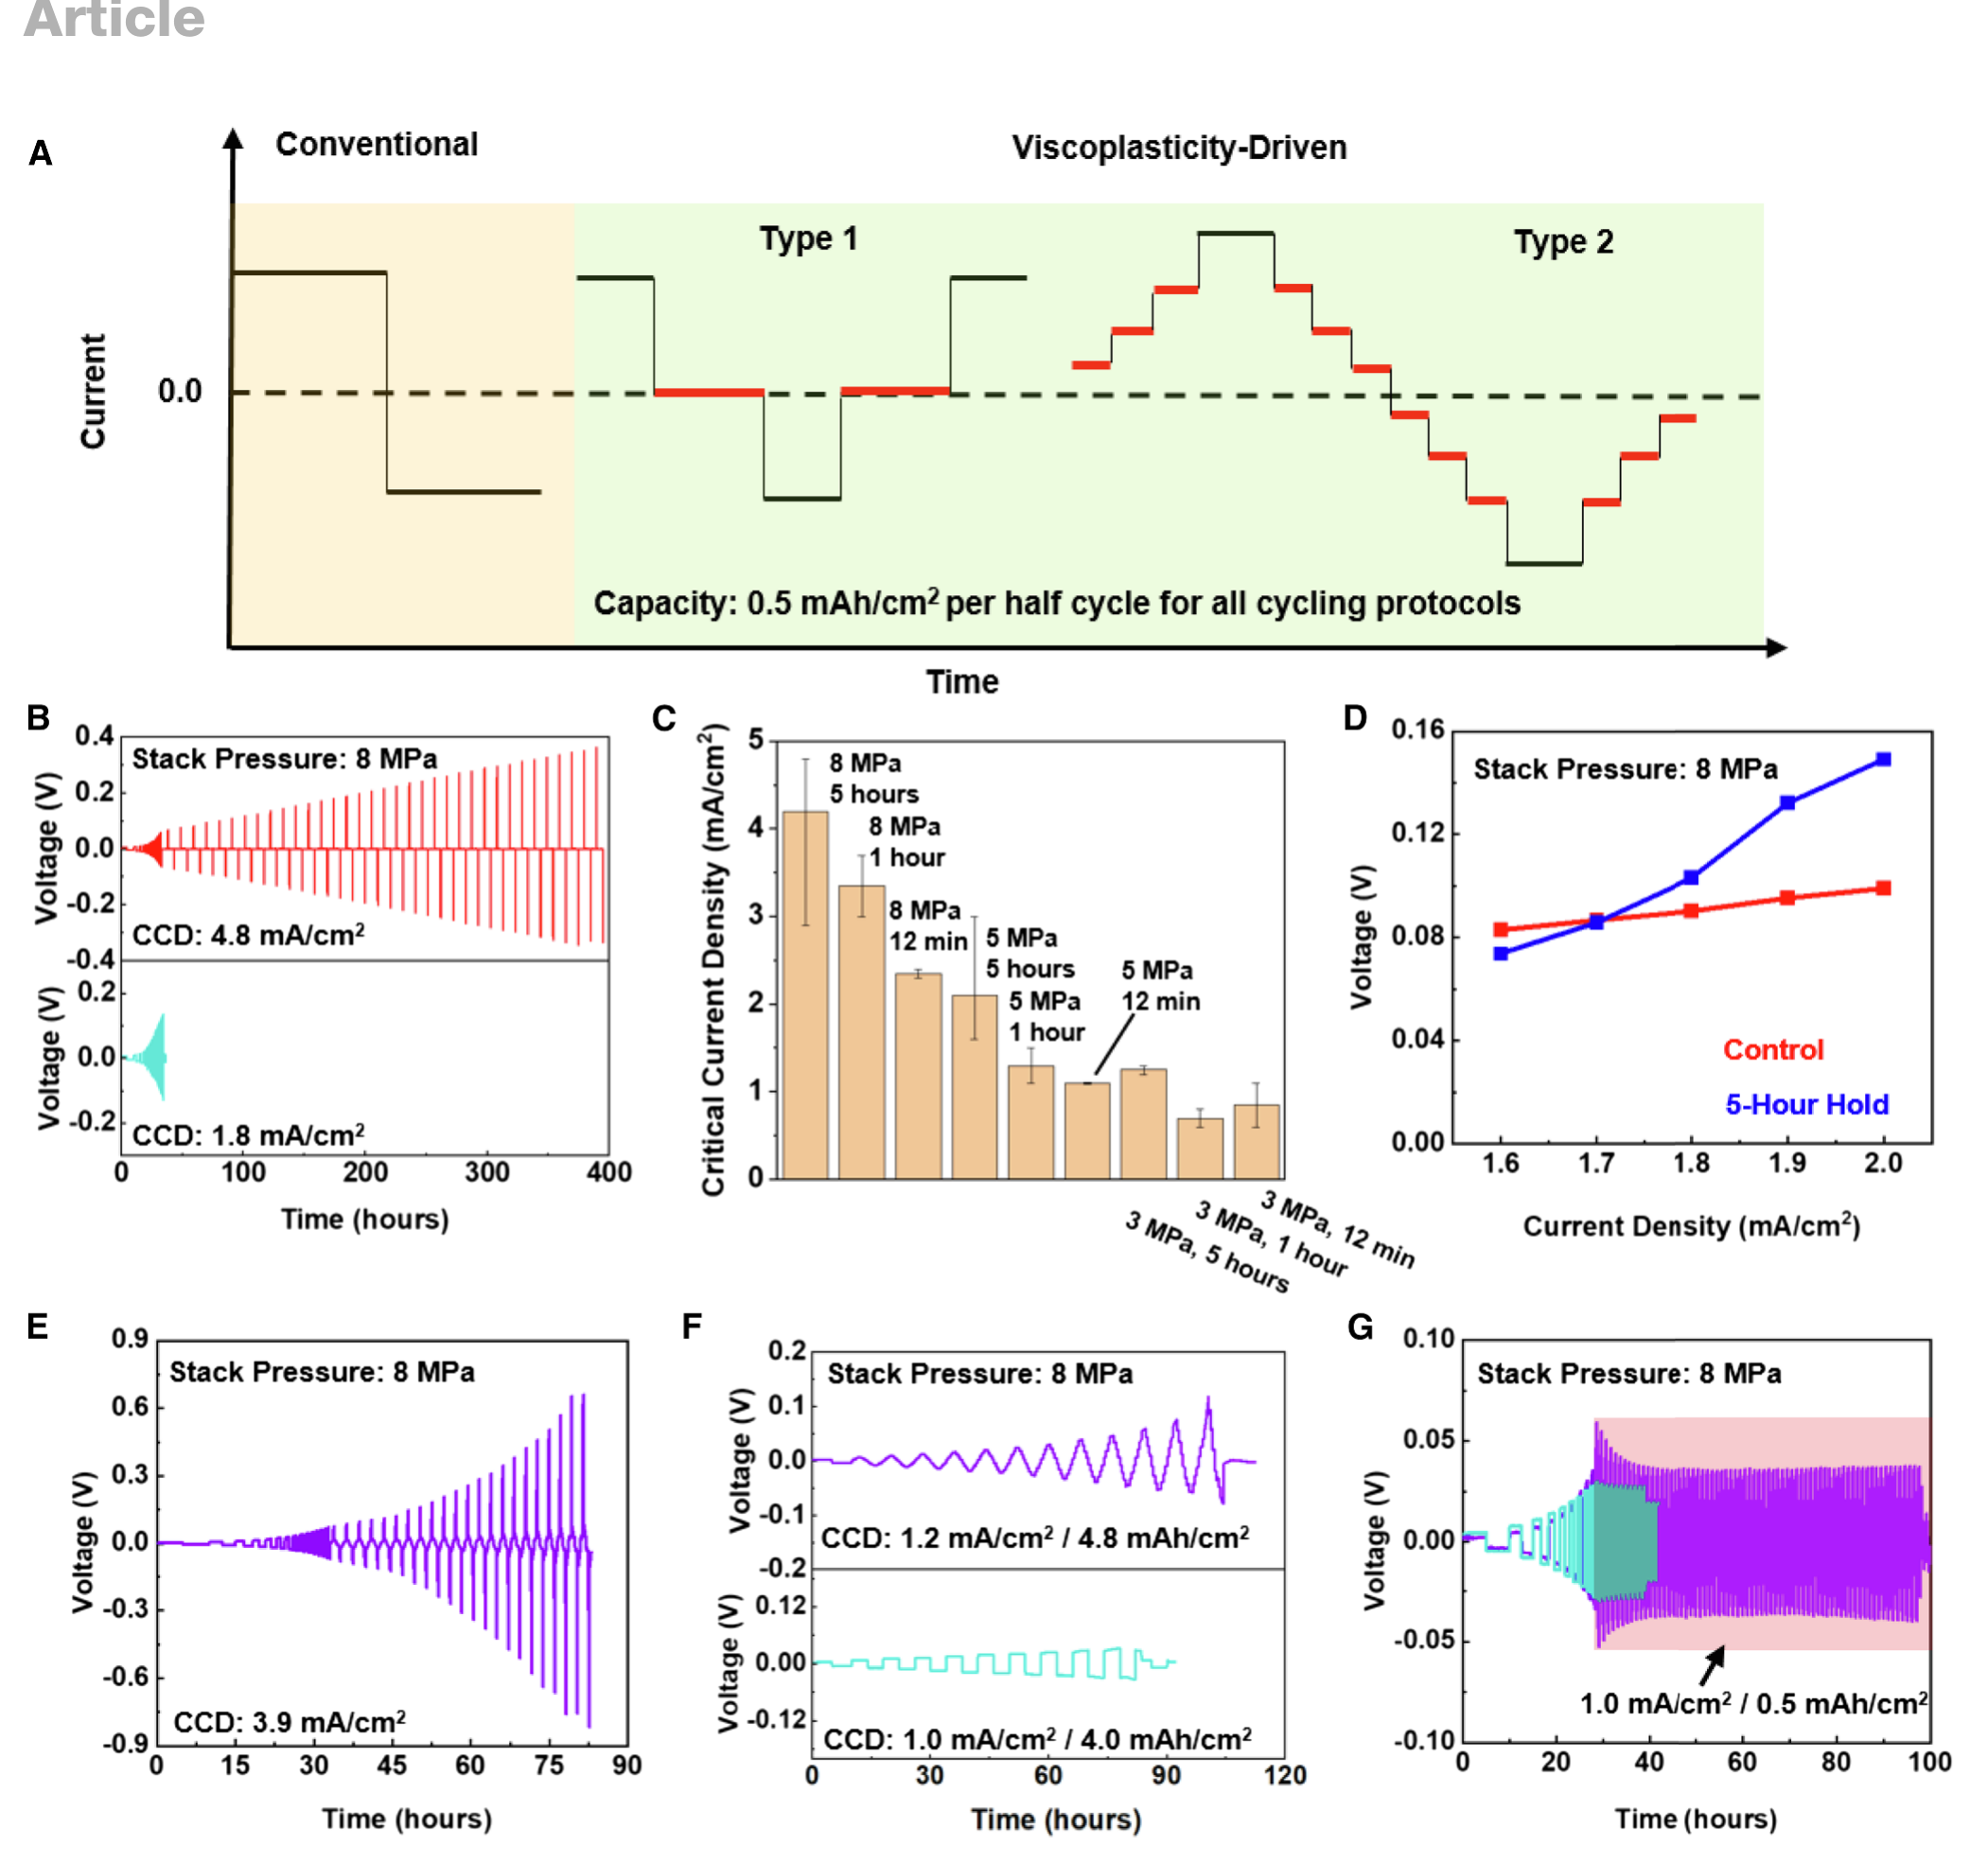 Article
A
Conventional
Viscoplasticity-Driven
Type 1
Type 2
Current
0.0
Capacity: 0.5 mAh/cm² per half cycle for all cycling protocols
Time
B
Stack Pressure: 8 MPa
0.4
0.2
0.0
-0.2
-0.4
Voltage (V)
CCD: 4.8 mA/cm²
0.2
0.0
-0.2
Voltage (V)
CCD: 1.8 mA/cm²
0 100 200 300 400
Time (hours)
C
Critical Current Density (mA/cm²)
5
4
3
2
1
0
8 MPa
5 hours
8 MPa
1 hour
8 MPa
12 min
5 MPa
5 hours
5 MPa
1 hour
5 MPa
12 min
3 MPa, 5 hours
3 MPa, 1 hour
3 MPa, 12 min
D
Stack Pressure: 8 MPa
0.16
0.12
0.08
0.04
0.00
Voltage (V)
Control
5-Hour Hold
1.6 1.7 1.8 1.9 2.0
Current Density (mA/cm²)
E
Stack Pressure: 8 MPa
0.9
0.6
0.3
0.0
-0.3
-0.6
-0.9
Voltage (V)
CCD: 3.9 mA/cm²
0 15 30 45 60 75 90
Time (hours)
F
Stack Pressure: 8 MPa
0.2
0.1
0.0
-0.1
-0.2
Voltage (V)
CCD: 1.2 mA/cm² / 4.8 mAh/cm²
0.12
0.00
-0.12
Voltage (V)
CCD: 1.0 mA/cm² / 4.0 mAh/cm²
0 30 60 90 120
Time (hours)
G
Stack Pressure: 8 MPa
0.10
0.05
0.00
-0.05
-0.10
Voltage (V)
1.0 mA/cm² / 0.5 mAh/cm²
0 20 40 60 80 100
Time (hours)